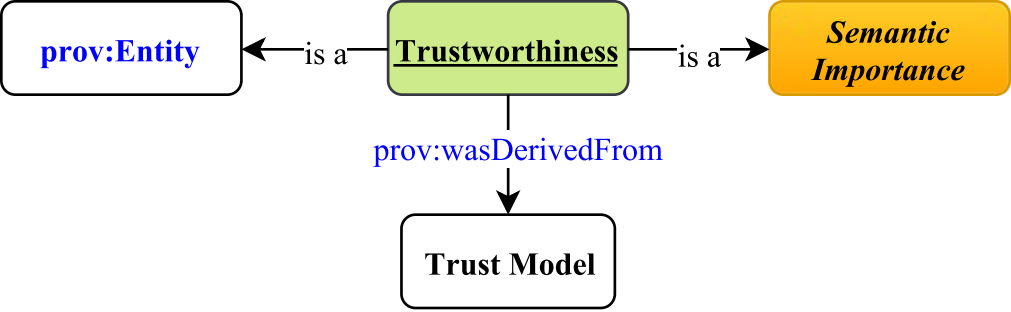 prov:Entity
is a
Trustworthiness
is a
Semantic
Importance
prov:wasDerivedFrom
Trust Model